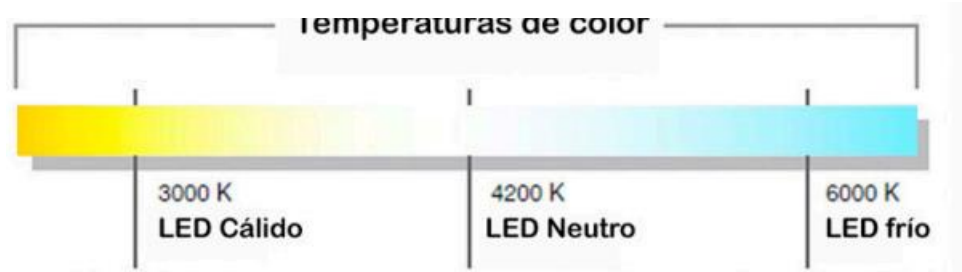 Temperaturas de color
3000 K
LED Cálido
4200 K
LED Neutro
6000 K
LED frío